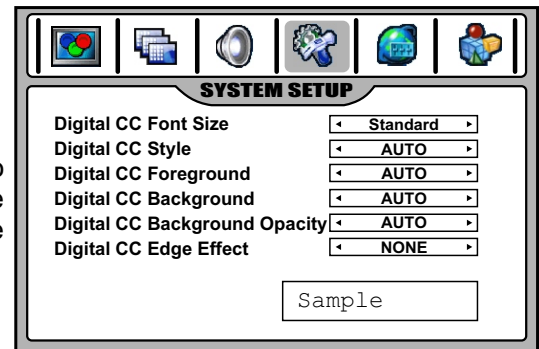 SYSTEM SETUP
Digital CC Font Size Standard
Digital CC Style AUTO
Digital CC Foreground AUTO
Digital CC Background AUTO
Digital CC Background Opacity AUTO
Digital CC Edge Effect NONE
Sample